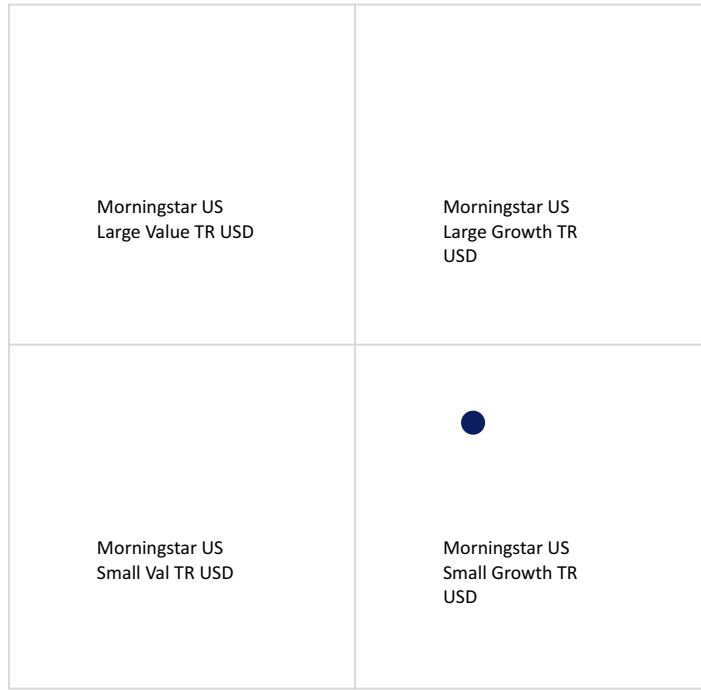 Morningstar US
Large Value TR USD
Morningstar US
Large Growth TR
USD
Morningstar US
Small Val TR USD
Morningstar US
Small Growth TR
USD